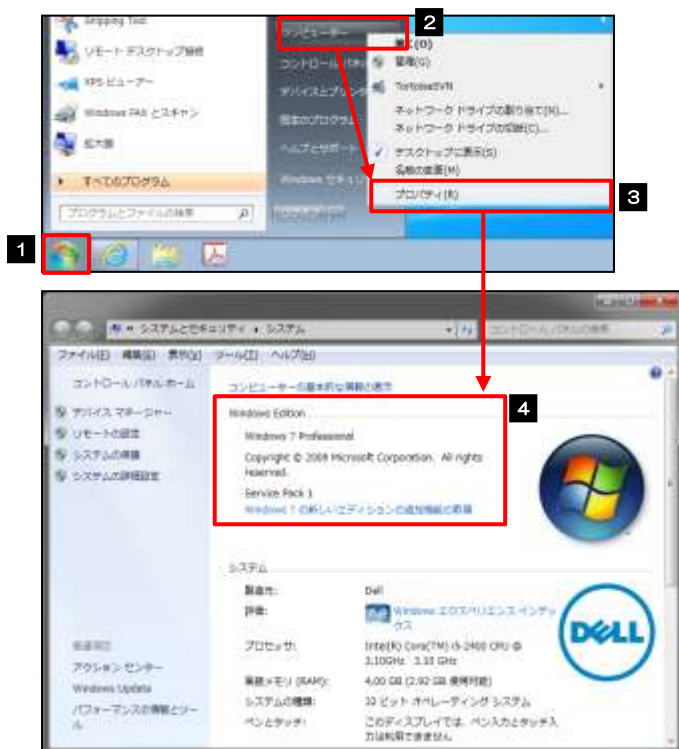 Snipping Tool
リモート デスクトップ接続
XPS ビューアー
Windows FAX とスキャン
拡大鏡
すべてのプログラム
プログラムとファイルの検索
コンピューター
コントロール パネル
デバイスとプリンター
既定のプログラム
ヘルプとサポート
Windows セキュリ
2
開く(O)
管理(G)
TortoiseSVN
ネットワーク ドライブの割り当て(N)...
ネットワーク ドライブの切断(C)...
デスクトップに表示(S)
名前の変更(M)
プロパティ(R)
3
1
システムとセキュリティ システム
コントロール パネルの検索
ファイル(E) 編集(E) 表示(V) ツール(T) ヘルプ(H)
コントロール パネル ホーム
デバイス マネージャー
リモートの設定
システムの保護
システムの詳細設定
関連項目
アクション センター
Windows Update
パフォーマンスの情報とツー
ル
コンピューターの基本的な情報の表示
4
Windows Edition
Windows 7 Professional
Copyright © 2009 Microsoft Corporation. All rights
reserved.
Service Pack 1
Windows 7 の新しいエディションの追加機能の取得
システム
製造元: Dell
評価: Windows エクスペリエンス インデッ
クス
プロセッサ: Intel(R) Core(TM) i5-2400 CPU @
3.10GHz 3.10 GHz
実装メモリ (RAM): 4.00 GB (2.92 GB 使用可能)
システムの種類: 32 ビット オペレーティング システム
ペンとタッチ: このディスプレイでは、ペン入力とタッチ入
力は利用できません
DELL